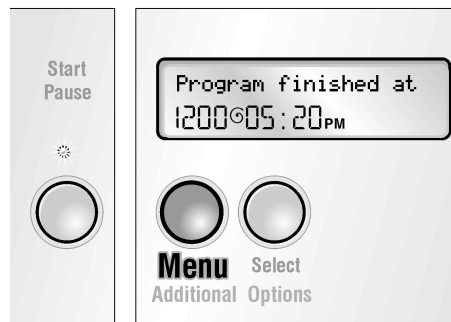 Start
Pause
Program finished at
1200 05:20PM
Menu
Select
Additional Options